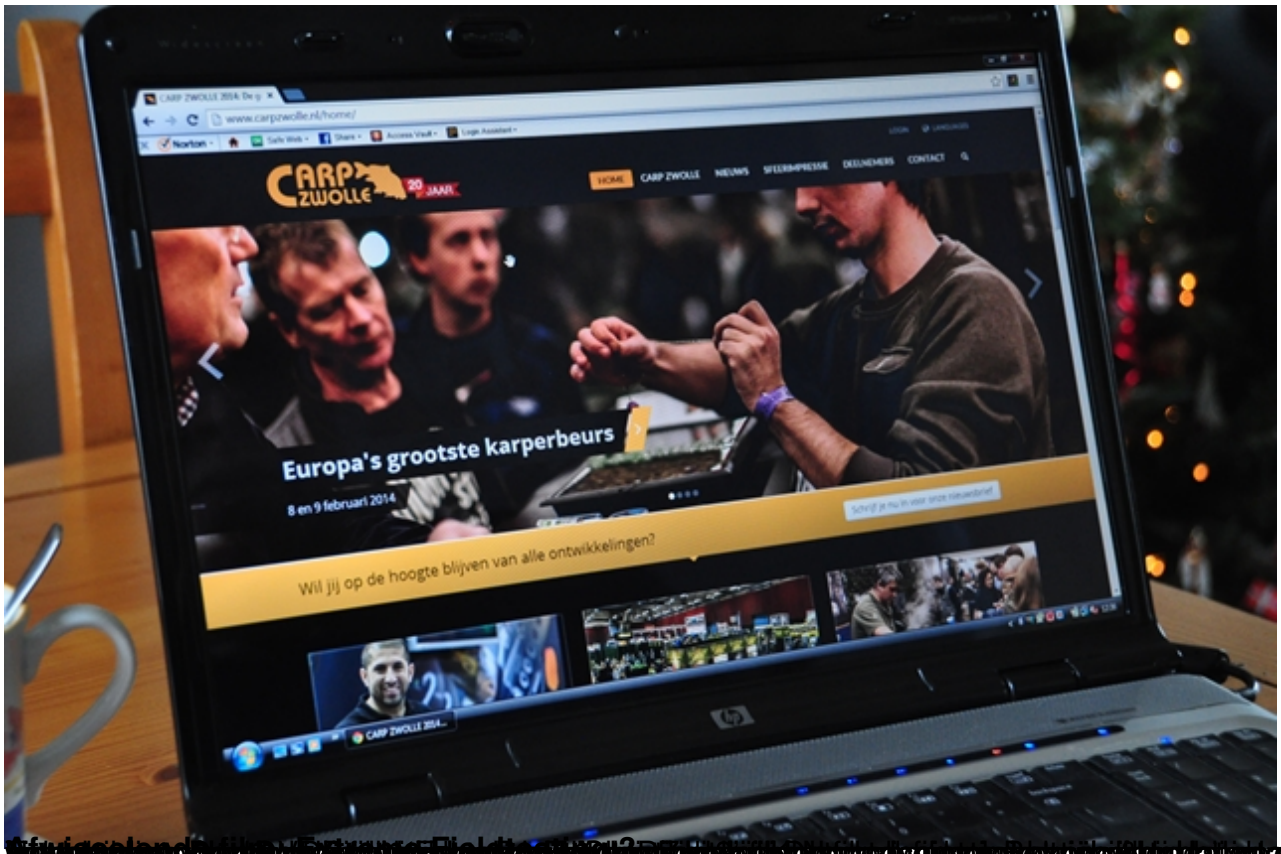 CARP ZWOLLE 2014: De g
www.carpzwolle.nl/home/
Norton
Safe Web
Share
Access Vault
Login Assistant
LOGIN
LANGUAGES
CARP
ZWOLLE
20
JAAR
HOME
CARP ZWOLLE
NIEUWS
SFEERIMPRESSIE
DEELNEMERS
CONTACT
Europa's grootste karperbeurs
8 en 9 februari 2014
Schrijf je nu in voor onze nieuwsbrief
Wil jij op de hoogte blijven van alle ontwikkelingen?
CARP ZWOLLE 2014...
hp